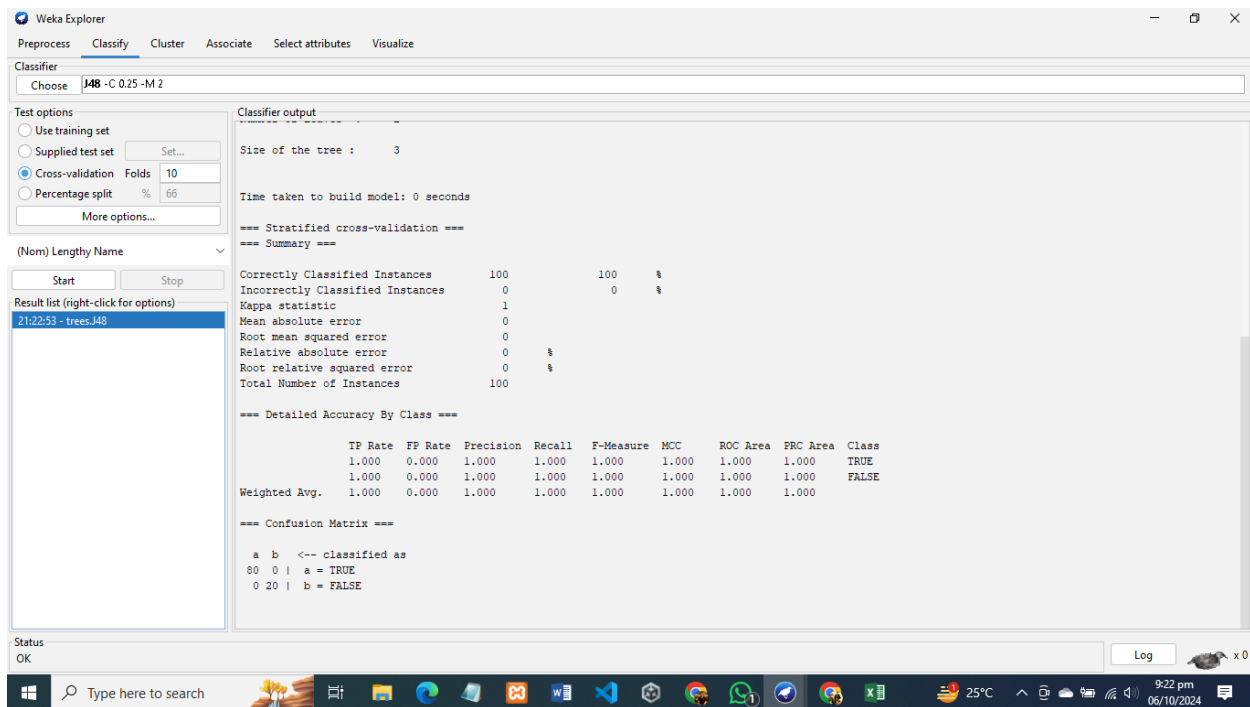 Weka Explorer
Preprocess Classify Cluster Associate Select attributes Visualize
Classifier
Choose J48 -C 0.25 -M 2
Test options
Use training set
Supplied test set Set...
Cross-validation Folds 10
Percentage split % 66
More options...
(Nom) Lengthy Name
Start Stop
Result list (right-click for options)
21:22:53 - trees.J48
Classifier output
Size of the tree : 3
Time taken to build model: 0 seconds
=== Stratified cross-validation ===
=== Summary ===
Correctly Classified Instances 100 100 %
Incorrectly Classified Instances 0 0 %
Kappa statistic 1
Mean absolute error 0
Root mean squared error 0
Relative absolute error 0 %
Root relative squared error 0 %
Total Number of Instances 100
=== Detailed Accuracy By Class ===
TP Rate FP Rate Precision Recall F-Measure MCC ROC Area PRC Area Class
1.000 0.000 1.000 1.000 1.000 1.000 1.000 1.000 TRUE
1.000 0.000 1.000 1.000 1.000 1.000 1.000 1.000 FALSE
Weighted Avg. 1.000 0.000 1.000 1.000 1.000 1.000 1.000 1.000
=== Confusion Matrix ===
a b <-- classified as
80 0 | a = TRUE
0 20 | b = FALSE
Status
OK
Log x 0
Type here to search
1
25°C
9:22 pm
06/10/2024